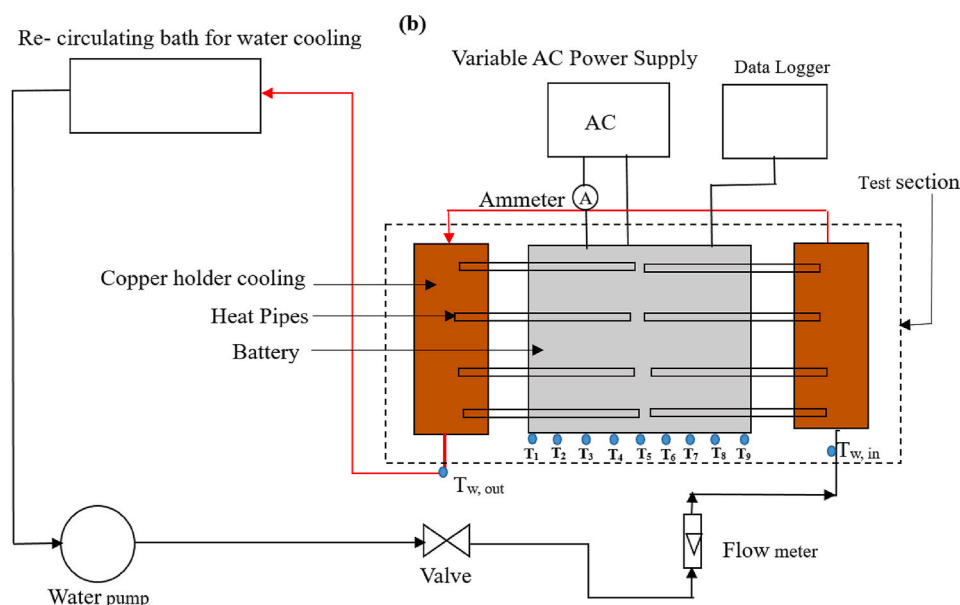 (b)
Re- circulating bath for water cooling
Variable AC Power Supply
Data Logger
AC
Test section
Ammeter
A
Copper holder cooling
Heat Pipes
Battery
T1 T2 T3 T4 T5 T6 T7 T8 T9
Tw, in
Tw, out
Flow meter
Valve
Water pump